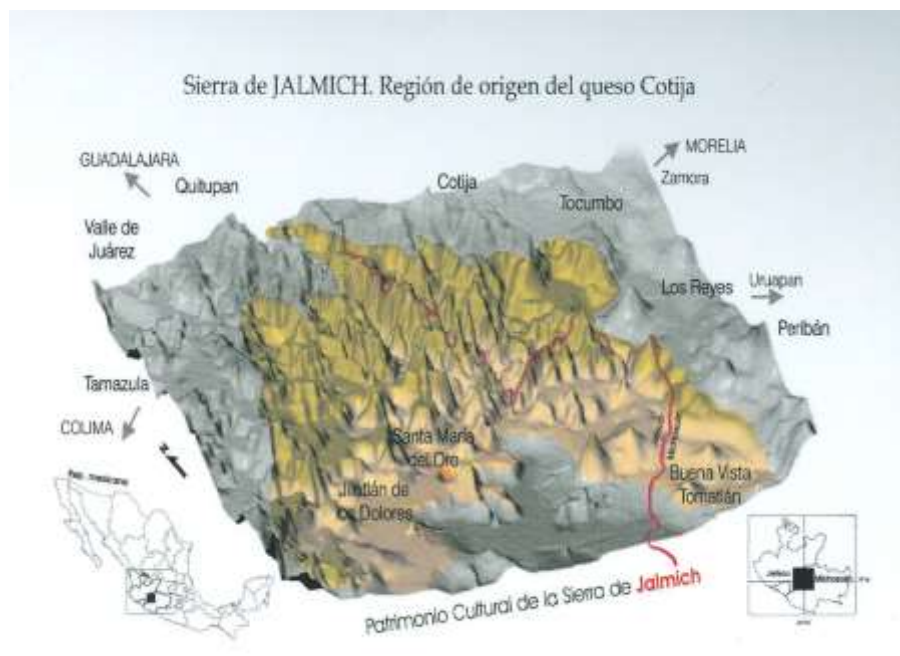 Sierra de JALMICH. Región de origen del queso Cotija
GUADALAJARA
Quitupan
Cotija
MORELIA
Zamora
Tocumbo
Valle de
Juárez
Los Reyes
Uruapan
Peribán
Tamazula
COLIMA
Santa María
del Oro
Jilotlán de
los Dolores
Buena Vista
Tomatlán
Jalisco
Michoacán
Patrimonio Cultural de la Sierra de Jalmich